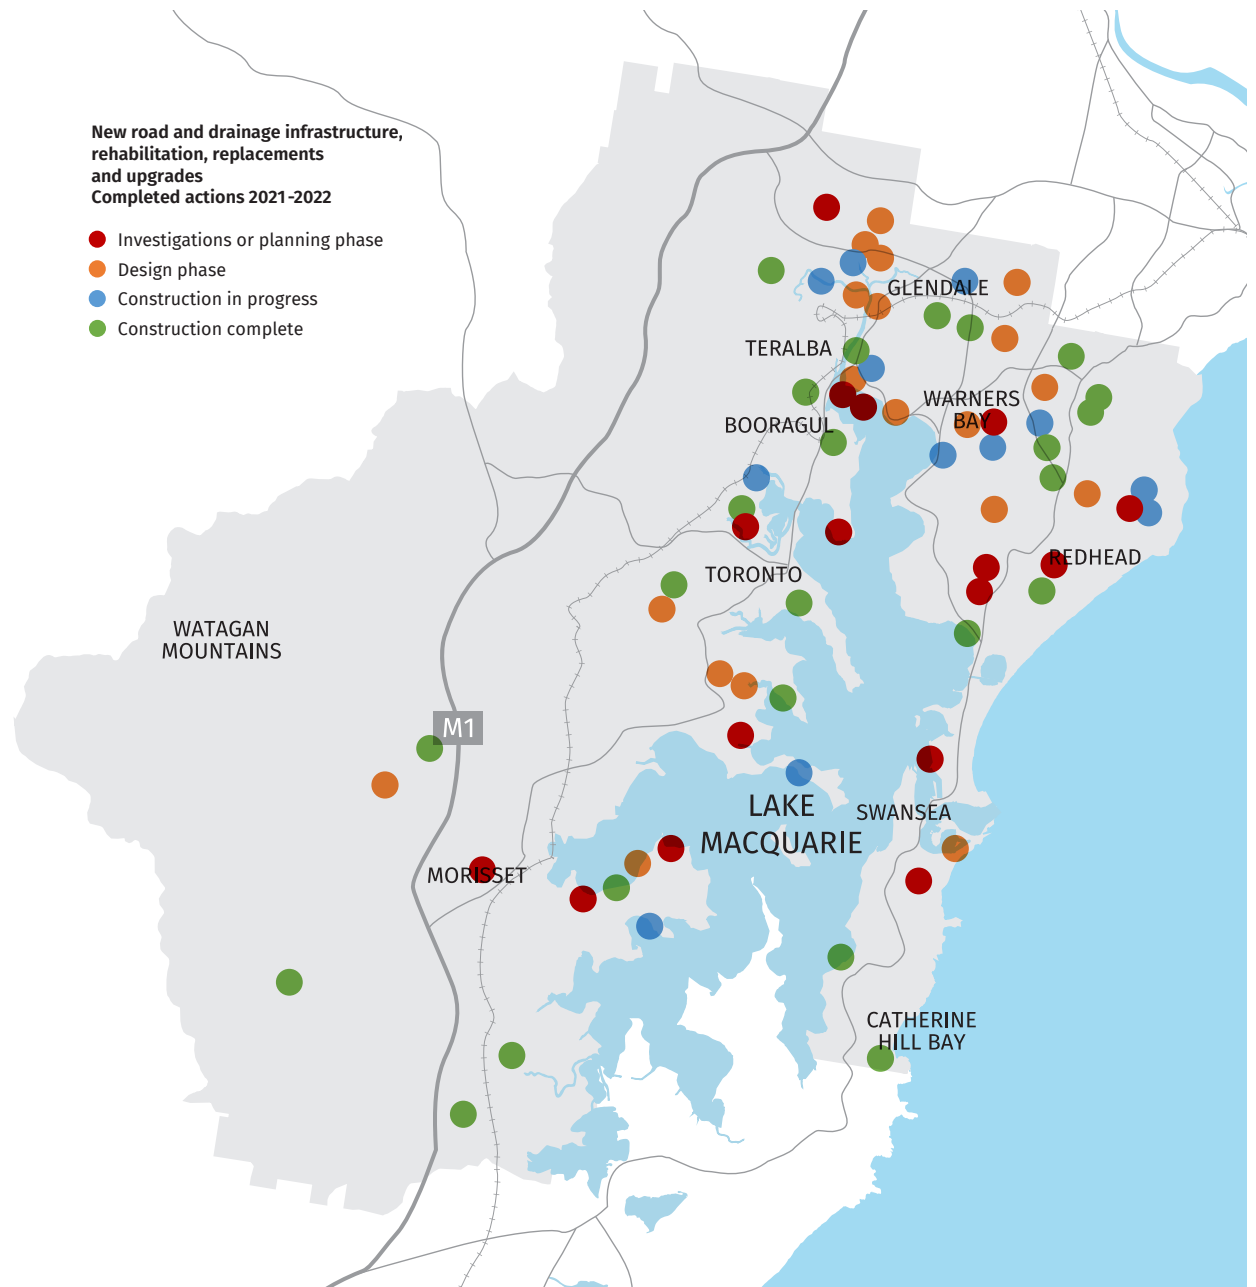 New road and drainage infrastructure,
rehabilitation, replacements
and upgrades
Completed actions 2021-2022
Investigations or planning phase
Design phase
Construction in progress
Construction complete
GLENDALE
TERALBA
WARNERS
BAY
BOORAGUL
REDHEAD
TORONTO
WATAGAN
MOUNTAINS
M1
LAKE
MACQUARIE
SWANSEA
MORISSET
CATHERINE
HILL BAY